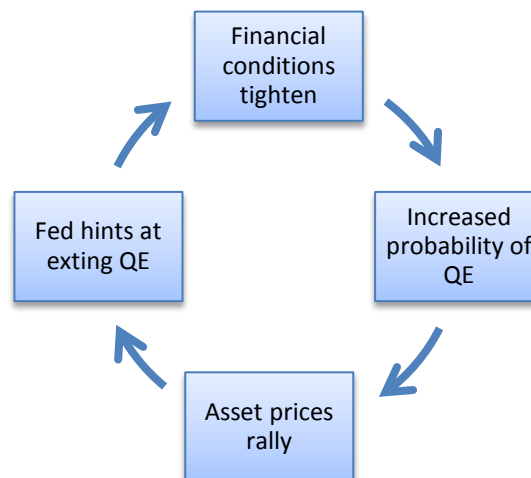 Financial
conditions
tighten
Increased
probability of
QE
Asset prices
rally
Fed hints at
exting QE